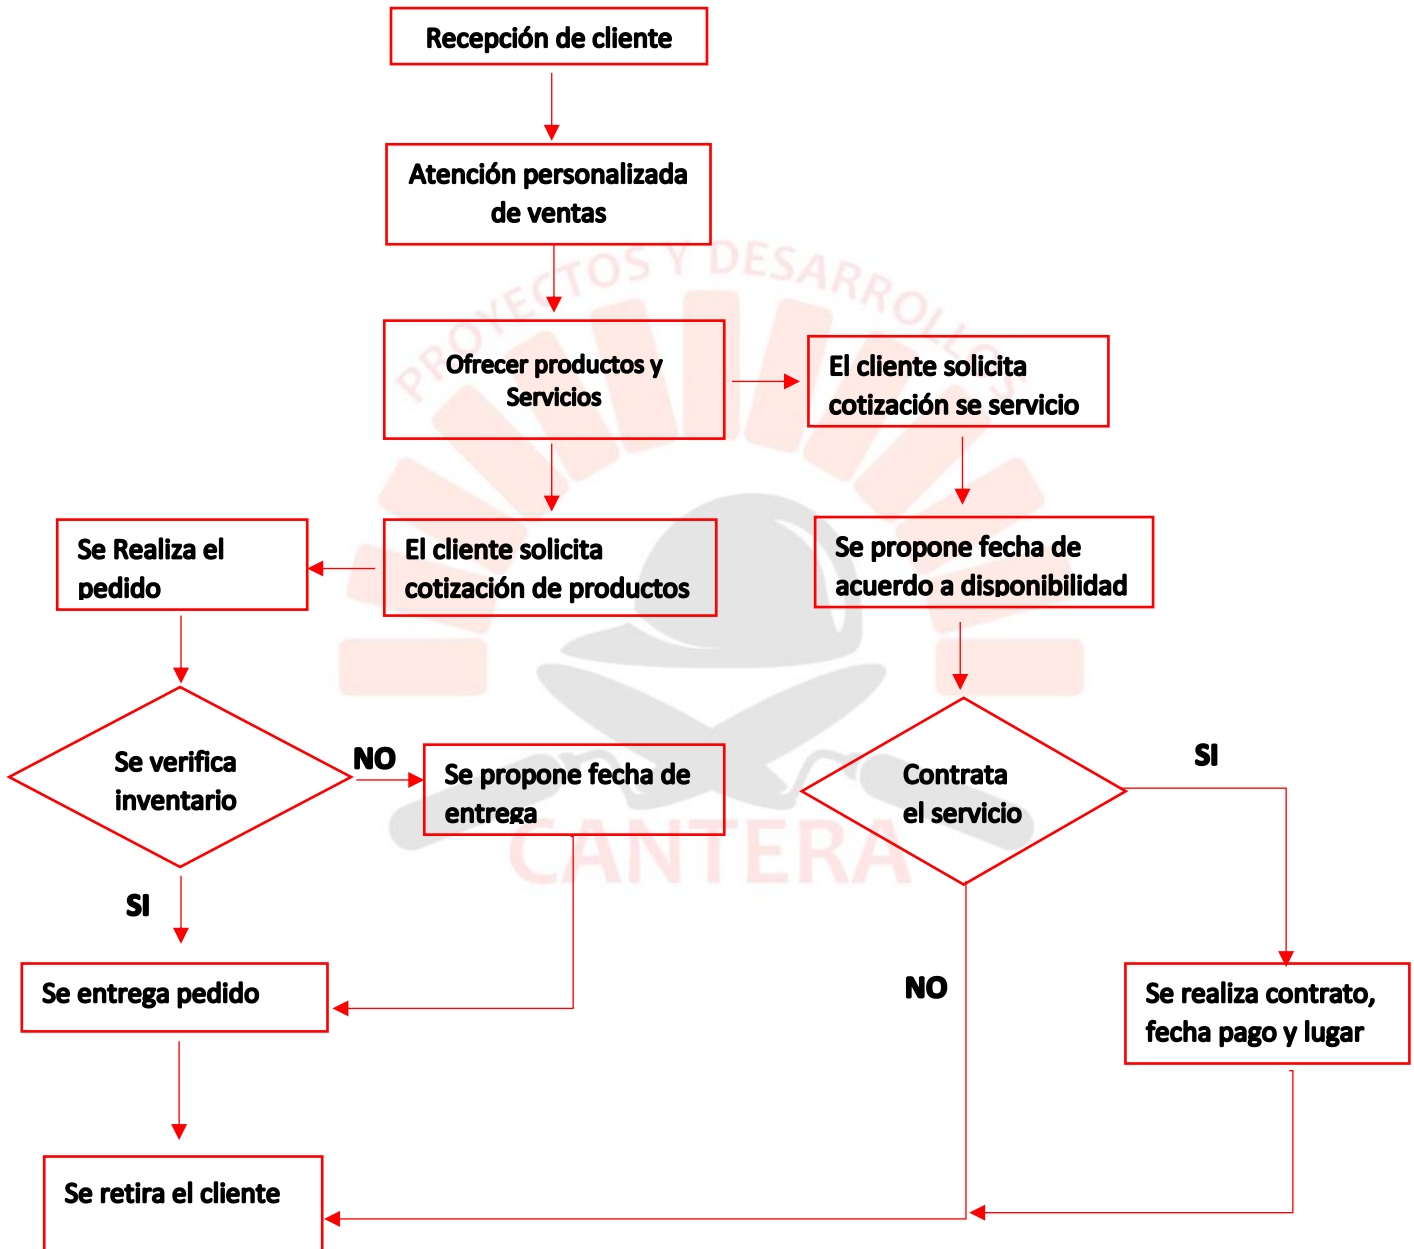 Recepción de cliente
Atención personalizada
de ventas
PROYECTOS Y DESARROLLOS
Ofrecer productos y
Servicios
El cliente solicita
cotización se servicio
Se Realiza el
pedido
El cliente solicita
cotización de productos
Se propone fecha de
acuerdo a disponibilidad
Se verifica
inventario
NO
Se propone fecha de
entrega
Contrata
el servicio
SI
CANTERA
SI
Se entrega pedido
NO
Se realiza contrato,
fecha pago y lugar
Se retira el cliente